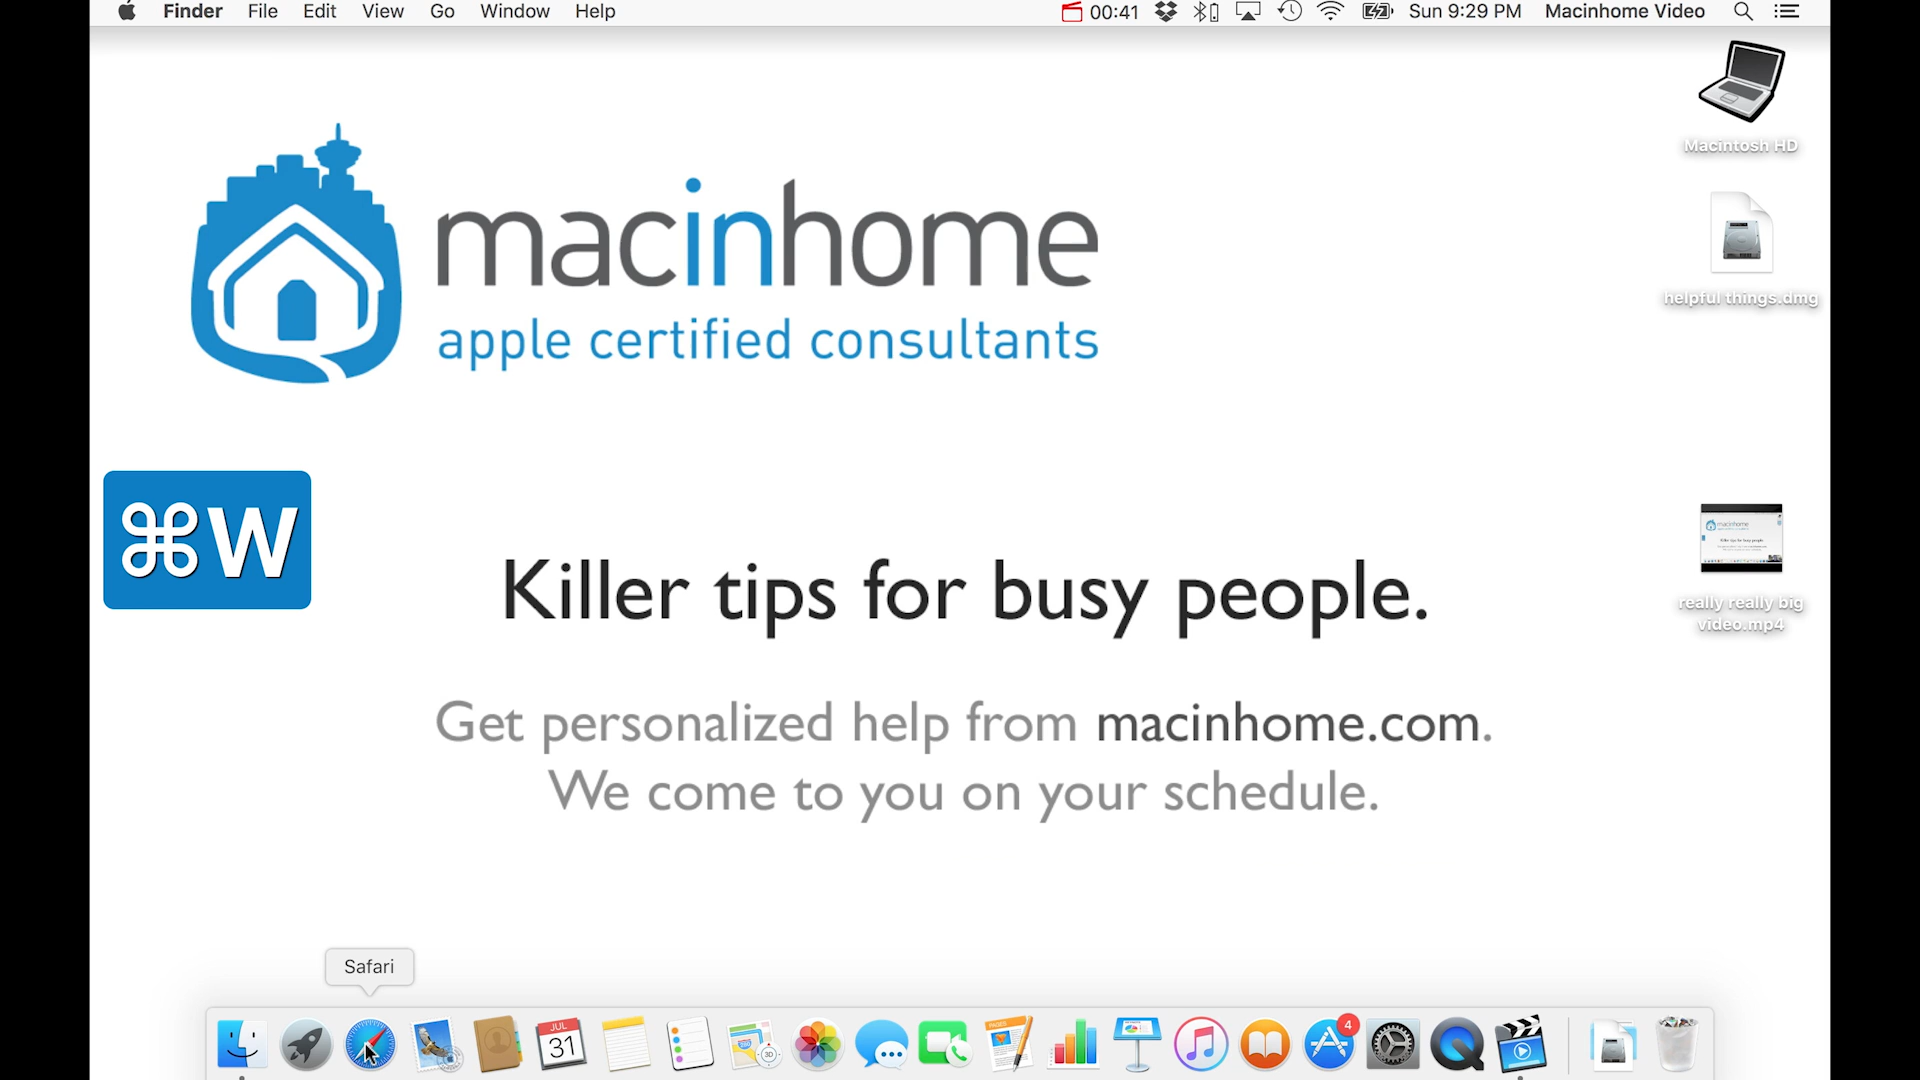 Finder File Edit View Go Window Help 00:41 Sun 9:29 PM Macinhome Video
Macintosh HD
macinhome
apple certified consultants
helpful things.dmg
⌘W
Killer tips for busy people.
really really big
video.mp4
Get personalized help from macinhome.com.
We come to you on your schedule.
Safari
JUL
31
PAGES
3D
4